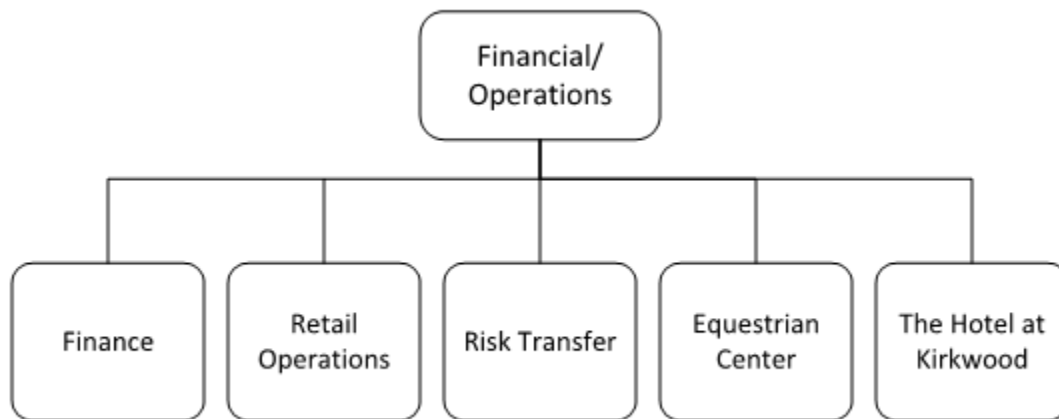 Financial/
Operations
Finance
Retail
Operations
Risk Transfer
Equestrian
Center
The Hotel at
Kirkwood